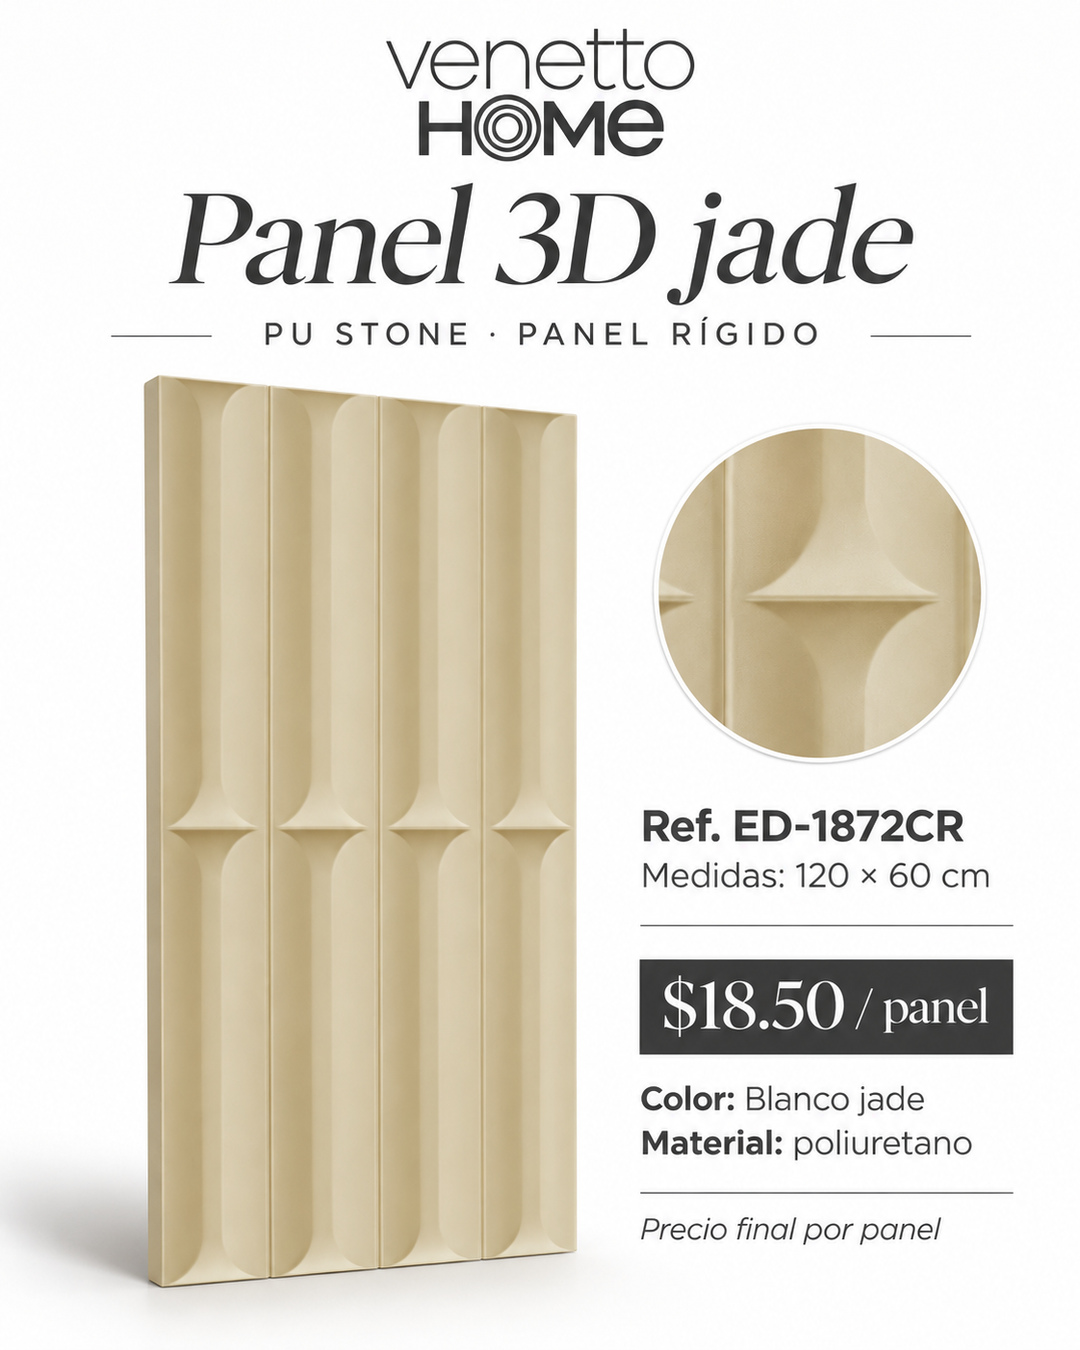 venetto
HOMe
Panel 3D jade
PU STONE · PANEL RÍGIDO
Ref. ED-1872CR
Medidas: 120 × 60 cm
$18.50 / panel
Color: Blanco jade
Material: poliuretano
Precio final por panel